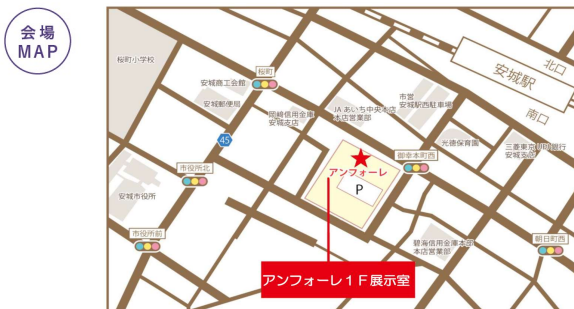 会場
MAP
桜町小学校
安城商工会館
桜町
安城郵便局
岡崎信用金庫
安城支店
JA あいち中央本店
本店営業部
市営
安城駅西駐車場
安城駅
北口
南口
45
光徳保育園
三菱東京UFJ銀行
安城支店
御幸本町西
アンフォーレ
P
市役所北
安城市役所
市役所前
碧海信用金庫本部
本店営業部
朝日町西
アンフォーレ1F展示室